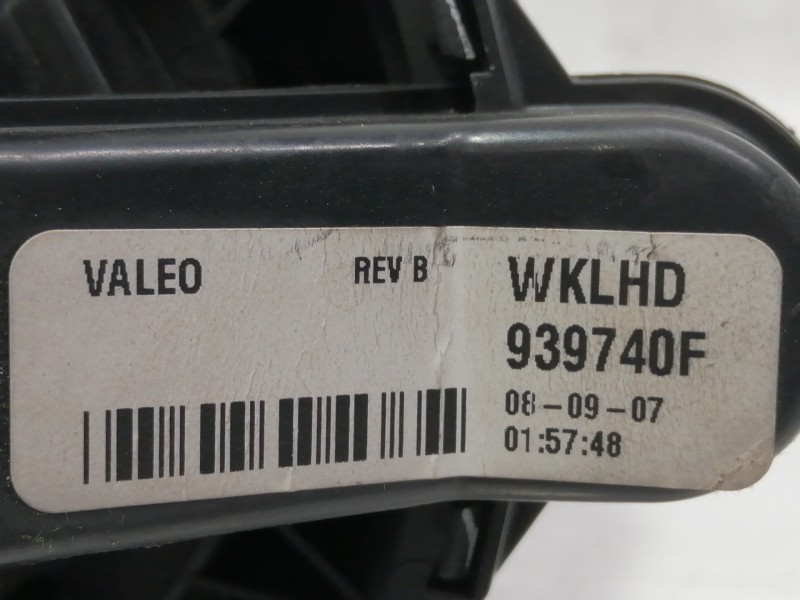 VALEO REV B WKLHD
939740F
08-09-07
01:57:48